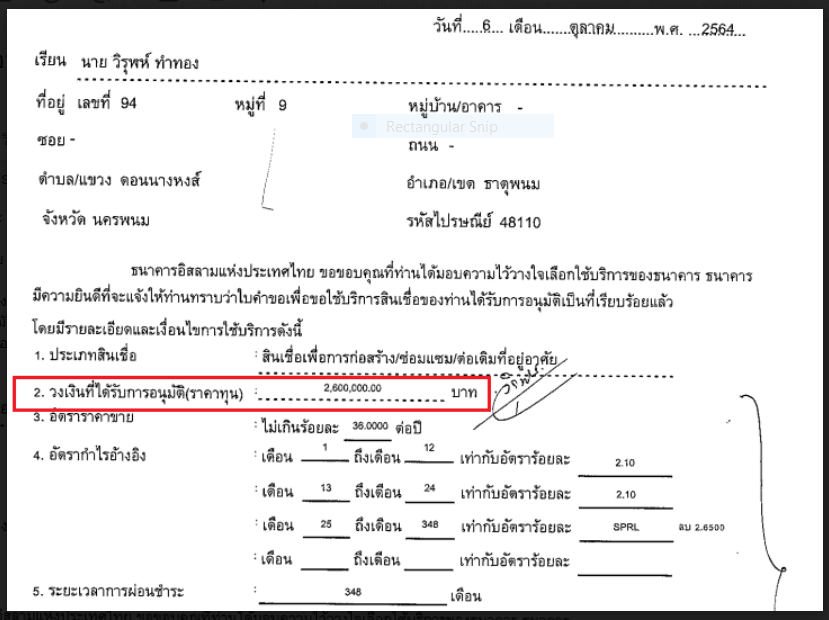 วันที่.....6.... เดือน.......ตุลาคม..........พ.ศ. ...2564...
เรียน นาย วิรุฬห์ ทำทอง
ที่อยู่ เลขที่ 94 หมู่ที่ 9 หมู่บ้าน/อาคาร -
Rectangular Snip
ซอย - ถนน -
ตำบล/แขวง ดอนนางหงส์ อำเภอ/เขต ธาตุพนม
จังหวัด นครพนม รหัสไปรษณีย์ 48110
ธนาคารอิสลามแห่งประเทศไทย ขอขอบคุณที่ท่านได้มอบความไว้วางใจเลือกใช้บริการของธนาคาร ธนาคาร
มีความยินดีที่จะแจ้งให้ท่านทราบว่าใบคำขอเพื่อขอใช้บริการสินเชื่อของท่านได้รับการอนุมัติเป็นที่เรียบร้อยแล้ว
โดยมีรายละเอียดและเงื่อนไขการใช้บริการดังนี้
1. ประเภทสินเชื่อ : สินเชื่อเพื่อการก่อสร้าง/ซ่อมแซม/ต่อเติมที่อยู่อาศัย
2. วงเงินที่ได้รับการอนุมัติ(ราคาทุน) : 2,600,000.00 บาท
3. อัตราราคาขาย : ไม่เกินร้อยละ 36.0000 ต่อปี
4. อัตรากำไรอ้างอิง : เดือน 1 ถึงเดือน 12 เท่ากับอัตราร้อยละ 2.10
: เดือน 13 ถึงเดือน 24 เท่ากับอัตราร้อยละ 2.10
: เดือน 25 ถึงเดือน 348 เท่ากับอัตราร้อยละ SPRL ลบ 2.6500
: เดือน ถึงเดือน เท่ากับอัตราร้อยละ
5. ระยะเวลาการผ่อนชำระ : 348 เดือน